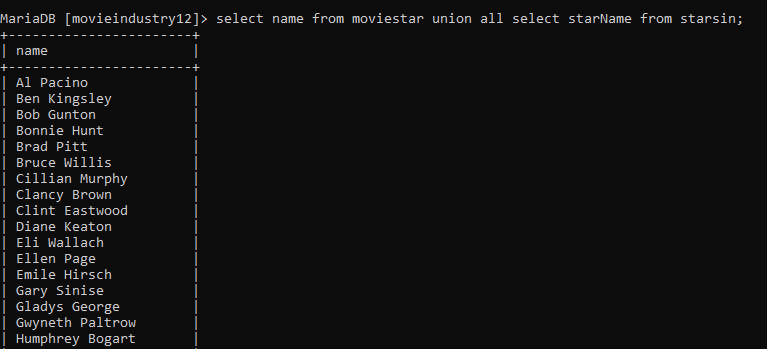 MariaDB [movieindustry12]> select name from moviestar union all select starName from starsin;
+-----------------------+
| name                  |
+-----------------------+
| Al Pacino             |
| Ben Kingsley          |
| Bob Gunton            |
| Bonnie Hunt           |
| Brad Pitt             |
| Bruce Willis          |
| Cillian Murphy        |
| Clancy Brown          |
| Clint Eastwood        |
| Diane Keaton          |
| Eli Wallach           |
| Ellen Page            |
| Emile Hirsch          |
| Gary Sinise           |
| Gladys George         |
| Gwyneth Paltrow       |
| Humphrey Bogart       |